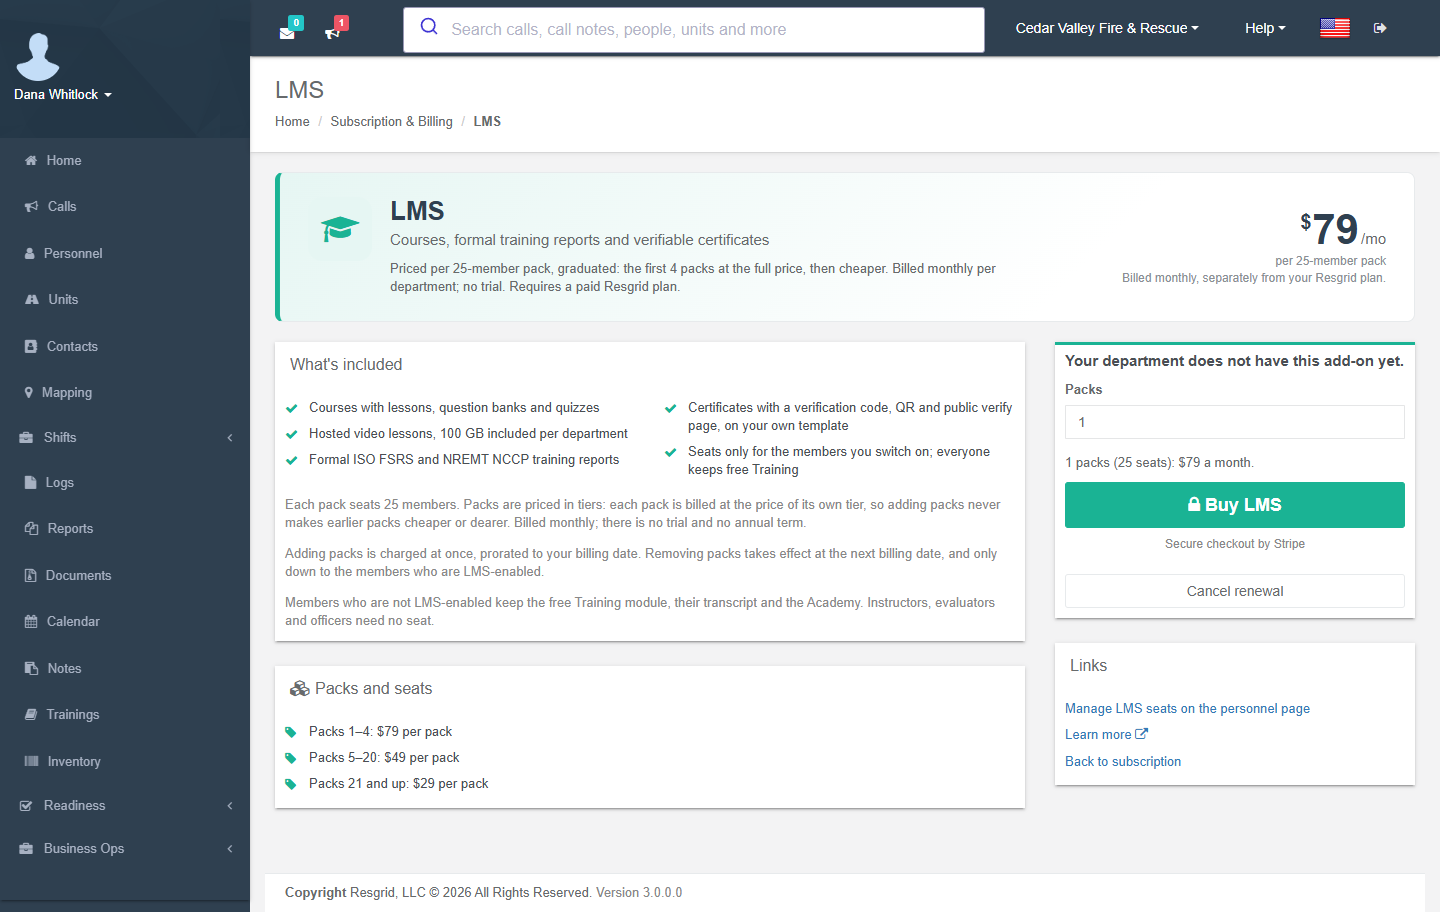 0
1
Search calls, call notes, people, units and more
Cedar Valley Fire & Rescue
Help
Dana Whitlock
Home
Calls
Personnel
Units
Contacts
Mapping
Shifts
Logs
Reports
Documents
Calendar
Notes
Trainings
Inventory
Readiness
Business Ops
LMS
Home / Subscription & Billing / LMS
LMS
Courses, formal training reports and verifiable certificates
Priced per 25-member pack, graduated: the first 4 packs at the full price, then cheaper. Billed monthly per
department; no trial. Requires a paid Resgrid plan.
$79/mo
per 25-member pack
Billed monthly, separately from your Resgrid plan.
What's included
Courses with lessons, question banks and quizzes
Hosted video lessons, 100 GB included per department
Formal ISO FSRS and NREMT NCCP training reports
Certificates with a verification code, QR and public verify
page, on your own template
Seats only for the members you switch on; everyone
keeps free Training
Each pack seats 25 members. Packs are priced in tiers: each pack is billed at the price of its own tier, so adding packs never
makes earlier packs cheaper or dearer. Billed monthly; there is no trial and no annual term.
Adding packs is charged at once, prorated to your billing date. Removing packs takes effect at the next billing date, and only
down to the members who are LMS-enabled.
Members who are not LMS-enabled keep the free Training module, their transcript and the Academy. Instructors, evaluators
and officers need no seat.
Packs and seats
Packs 1–4: $79 per pack
Packs 5–20: $49 per pack
Packs 21 and up: $29 per pack
Your department does not have this add-on yet.
Packs
1
1 packs (25 seats): $79 a month.
Buy LMS
Secure checkout by Stripe
Cancel renewal
Links
Manage LMS seats on the personnel page
Learn more
Back to subscription
Copyright Resgrid, LLC © 2026 All Rights Reserved. Version 3.0.0.0